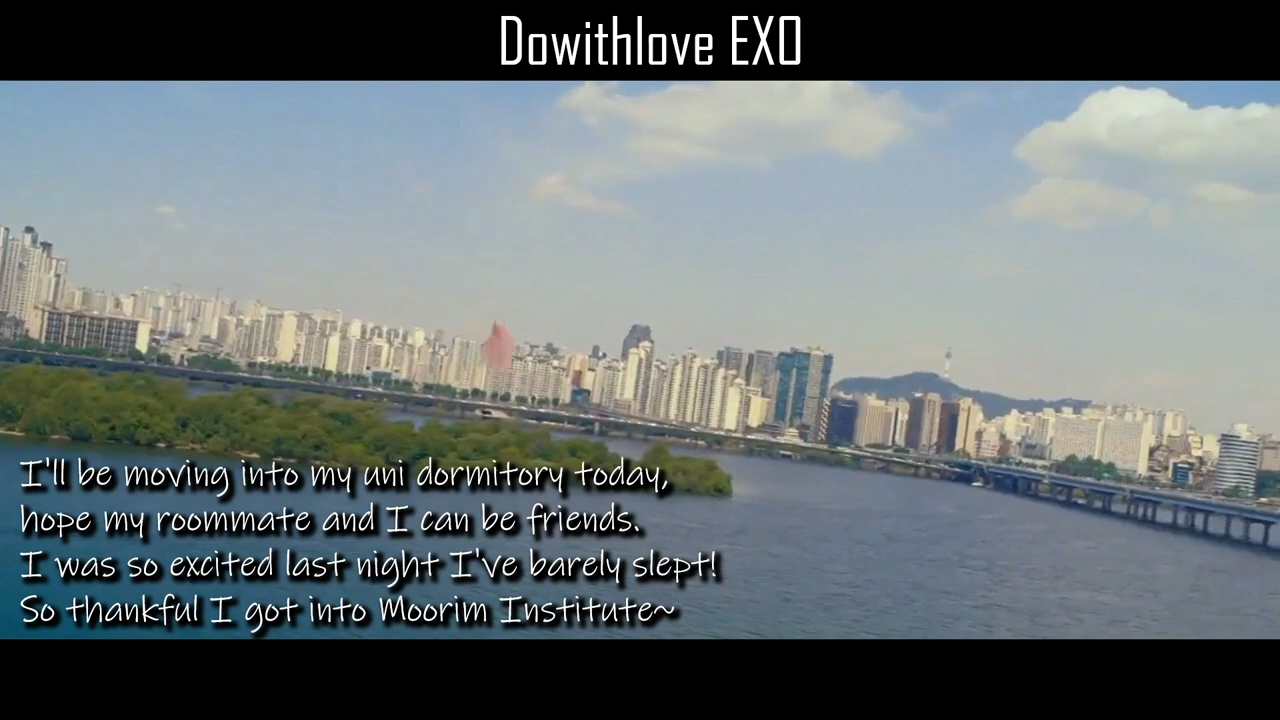 Dowithlove EXO
I'll be moving into my uni dormitory today,
hope my roommate and I can be friends.
I was so excited last night I've barely slept!
So thankful I got into Moorim Institute~